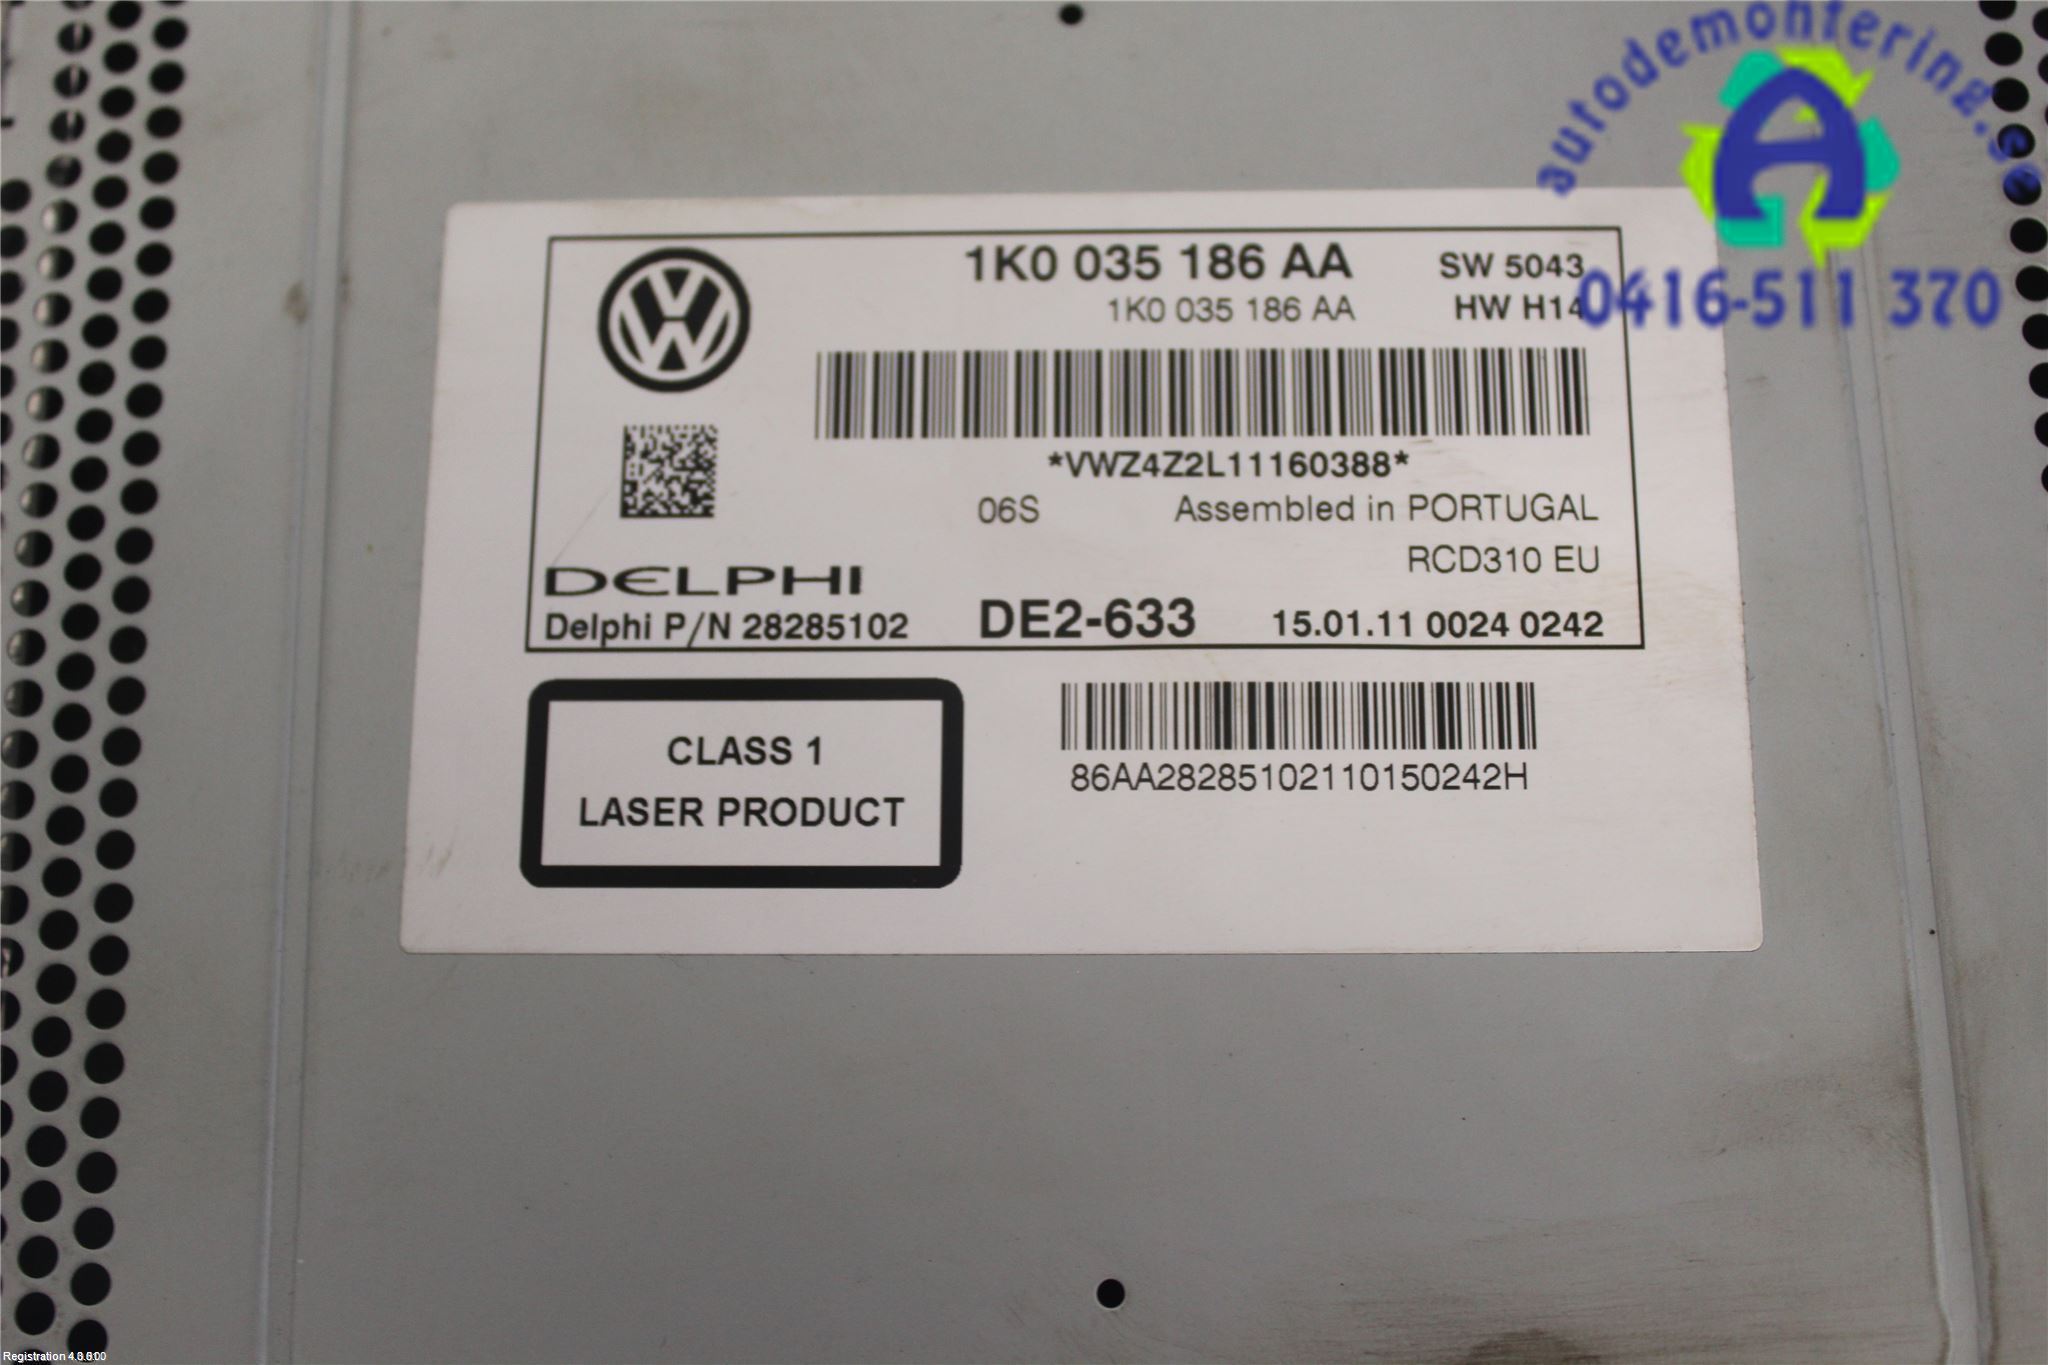 autodemontering.se
0416-511 370
1K0 035 186 AA SW 5043
1K0 035 186 AA HW H14
*VWZ4Z2L11160388*
06S Assembled in PORTUGAL
RCD310 EU
DELPHI
Delphi P/N 28285102 DE2-633 15.01.11 0024 0242
CLASS 1
LASER PRODUCT
86AA28285102110150242H
Registration